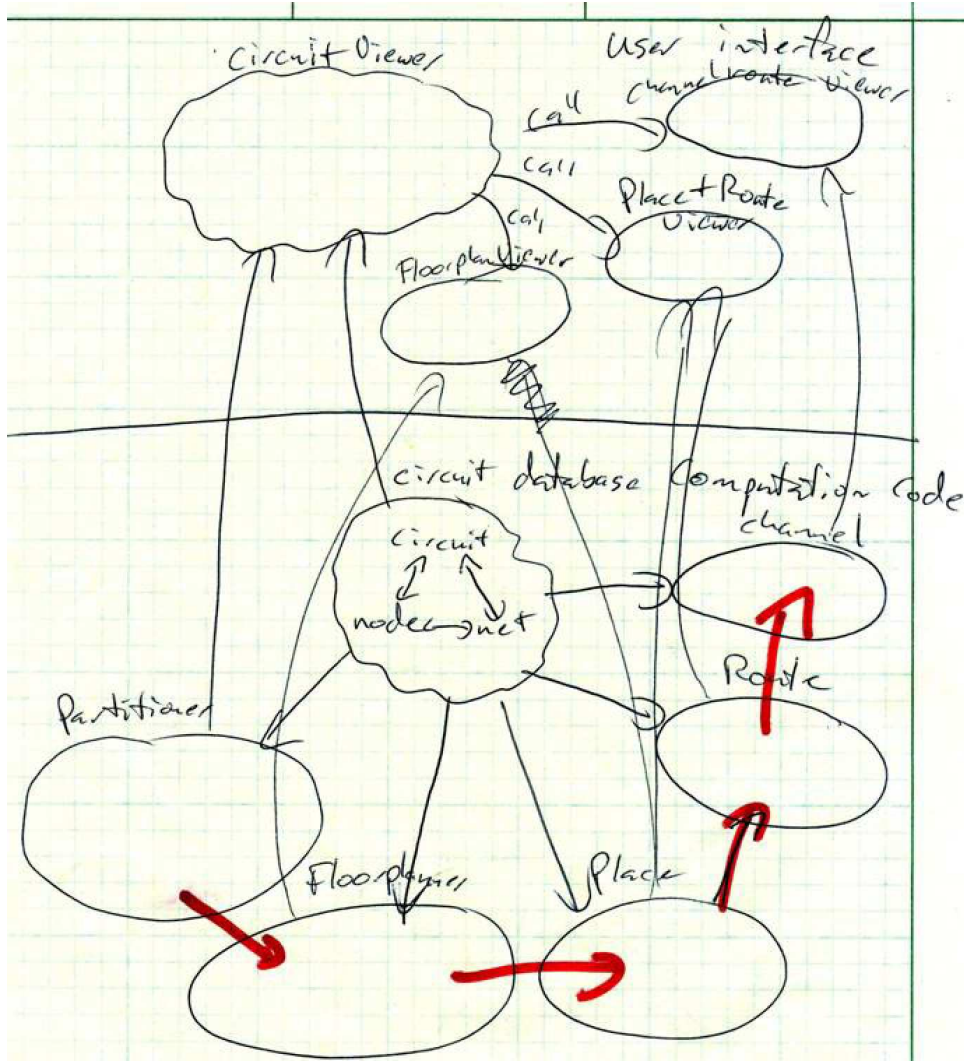 Circuit Viewer
User interface
channel route viewer
call
call
call
Place + Route
Viewer
Floorplan Viewer
circuit database
Computation Code
channel
circuit
node
net
Route
Partitioner
Floorplanner
Place